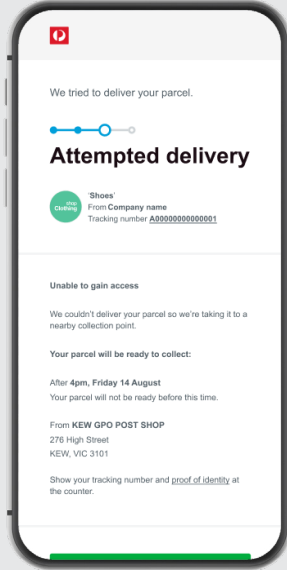 We tried to deliver your parcel.
Attempted delivery
shop
Clothing
'Shoes'
From Company name
Tracking number A00000000000001
Unable to gain access
We couldn't deliver your parcel so we're taking it to a
nearby collection point.
Your parcel will be ready to collect:
After 4pm, Friday 14 August
Your parcel will not be ready before this time.
From KEW GPO POST SHOP
276 High Street
KEW, VIC 3101
Show your tracking number and proof of identity at
the counter.